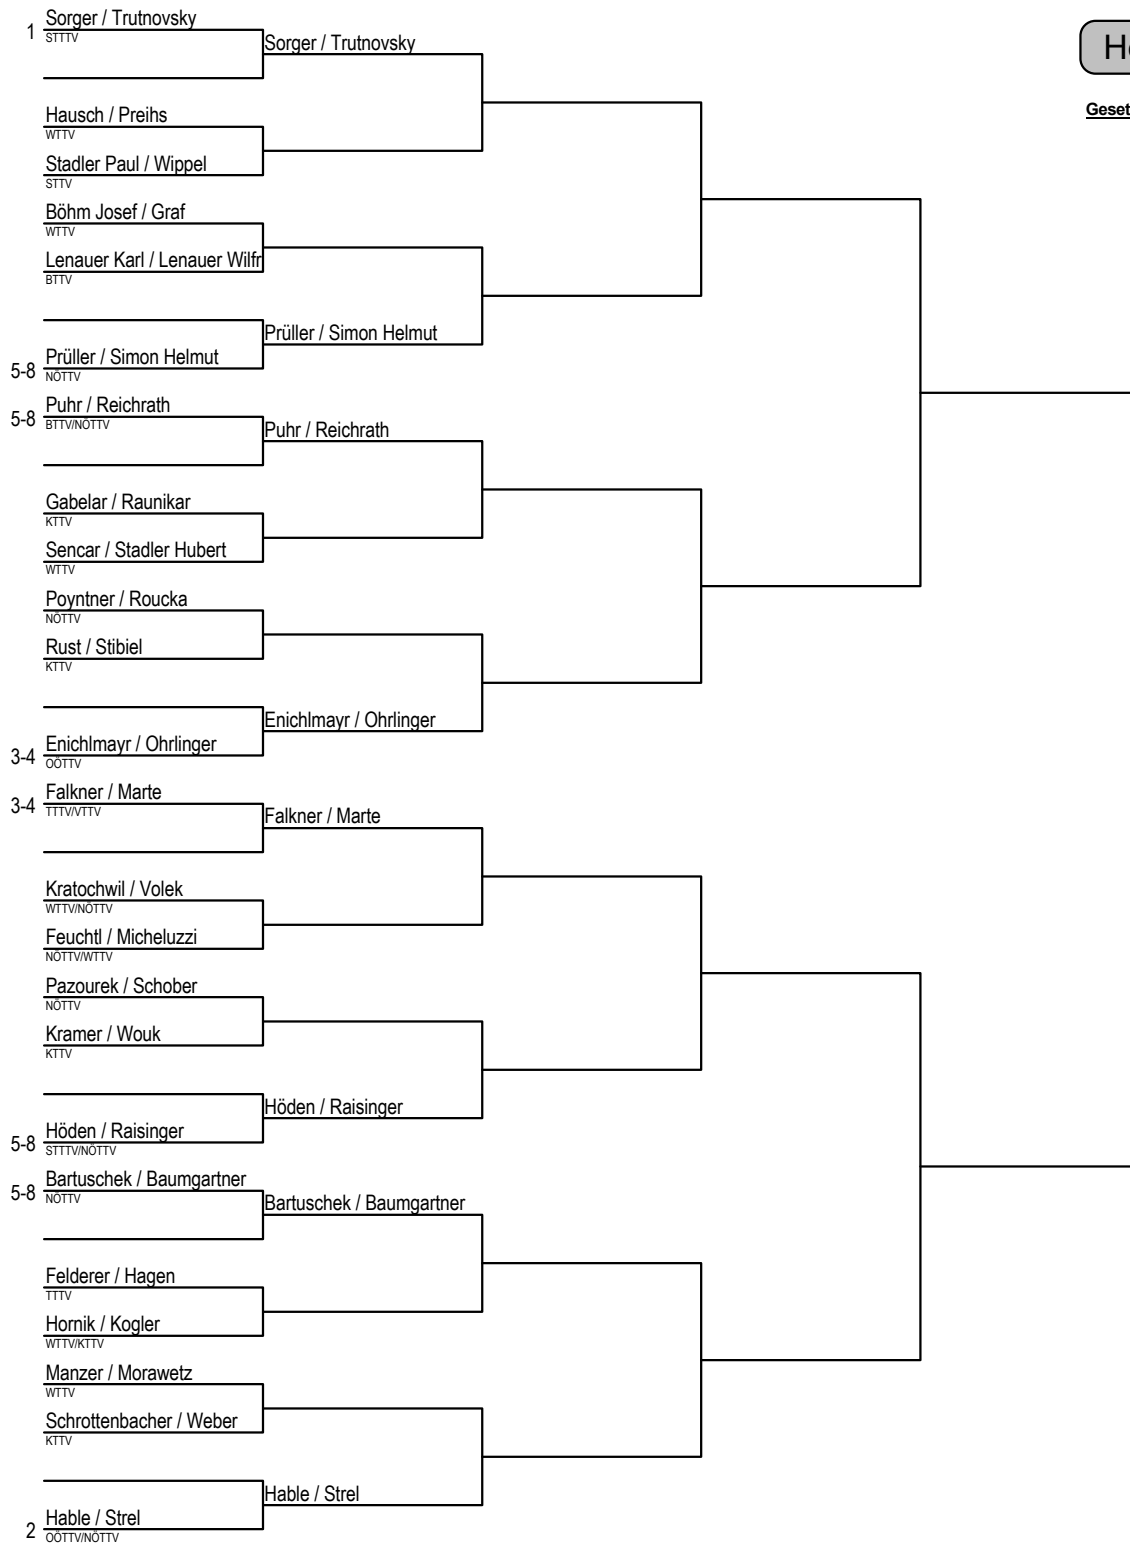 Sorger / Trutnovsky
1
STTTV
Sorger / Trutnovsky
Hausch / Preihs
WTTV
Stadler Paul / Wippel
STTV
Böhm Josef / Graf
WTTV
Lenauer Karl / Lenauer Wilfr
BTTV
Prüller / Simon Helmut
Prüller / Simon Helmut
5-8
NÖTTV
Puhr / Reichrath
5-8
BTTV/NÖTTV
Puhr / Reichrath
Gabelar / Raunikar
KTTV
Sencar / Stadler Hubert
WTTV
Poyntner / Roucka
NÖTTV
Rust / Stibiel
KTTV
Enichlmayr / Ohrlinger
Enichlmayr / Ohrlinger
3-4
OÖTTV
Falkner / Marte
3-4
TTTV/VTTV
Falkner / Marte
Kratochwil / Volek
WTTV/NÖTTV
Feuchtl / Micheluzzi
NÖTTV/WTTV
Pazourek / Schober
NÖTTV
Kramer / Wouk
KTTV
Höden / Raisinger
Höden / Raisinger
5-8
STTTV/NÖTTV
Bartuschek / Baumgartner
5-8
NÖTTV
Bartuschek / Baumgartner
Felderer / Hagen
TTTV
Hornik / Kogler
WTTV/KTTV
Manzer / Morawetz
WTTV
Schrottenbacher / Weber
KTTV
Hable / Strel
Hable / Strel
2
OÖTTV/NÖTTV
Geset